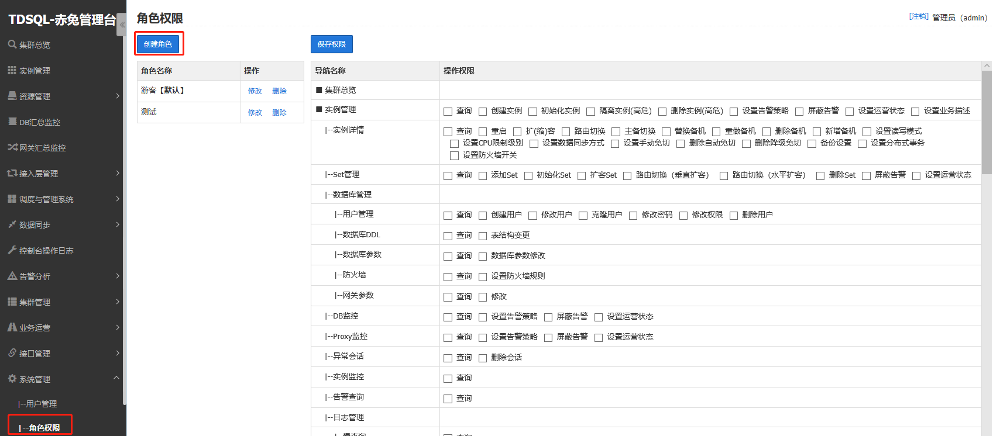 TDSQL-赤兔管理台
集群总览
实例管理
资源管理
DB汇总监控
网关汇总监控
接入层管理
调度与管理系统
数据同步
控制台操作日志
告警分析
集群管理
业务运营
接口管理
系统管理
|--用户管理
|--角色权限
角色权限
[注销] 管理员（admin）
创建角色
保存权限
角色名称 操作
游客【默认】 修改 删除
测试 修改 删除
导航名称 操作权限
集群总览
实例管理 查询 创建实例 初始化实例 隔离实例(高危) 删除实例(高危) 设置告警策略 屏蔽告警 设置运营状态 设置业务描述
|--实例详情 查询 重启 扩(缩)容 路由切换 主备切换 替换备机 重做备机 删除备机 新增备机 设置读写模式
设置CPU限制级别 设置数据同步方式 设置手动免切 删除自动免切 删除降级免切 备份设置 设置分布式事务
设置防火墙开关
|--Set管理 查询 添加Set 初始化Set 扩容Set 路由切换（垂直扩容） 路由切换（水平扩容） 删除Set 屏蔽告警 设置运营状态
|--数据库管理
|--用户管理 查询 创建用户 修改用户 克隆用户 修改密码 修改权限 删除用户
|--数据库DDL 查询 表结构变更
|--数据库参数 查询 数据库参数修改
|--防火墙 查询 设置防火墙规则
|--网关参数 查询 修改
|--DB监控 查询 设置告警策略 屏蔽告警 设置运营状态
|--Proxy监控 查询 设置告警策略 屏蔽告警 设置运营状态
|--异常会话 查询 删除会话
|--实例监控 查询
|--告警查询 查询
|--日志管理
|--慢查询 查询